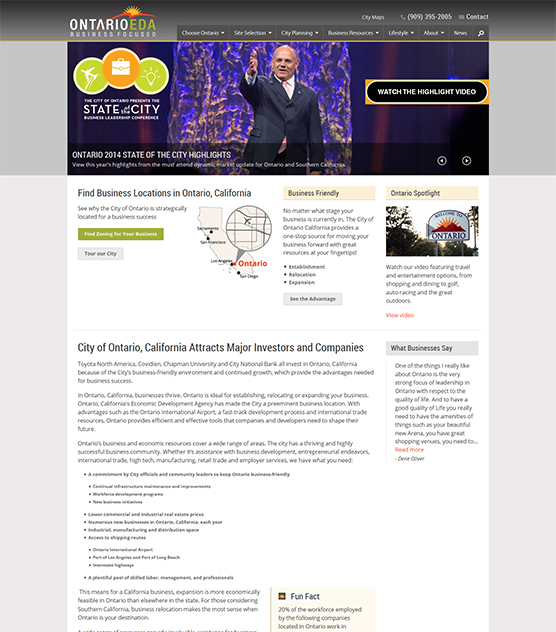 ONTARIOEDA
BUSINESS FOCUSED
City Maps
(909) 395-2005
Contact
Choose Ontario
Site Selection
City Planning
Business Resources
Lifestyle
About
News
THE CITY OF ONTARIO PRESENTS THE
STATE of the CITY
BUSINESS LEADERSHIP CONFERENCE
WATCH THE HIGHLIGHT VIDEO
ONTARIO 2014 STATE OF THE CITY HIGHLIGHTS
View this year's highlights from the must attend dynamic market update for Ontario and Southern California.
Find Business Locations in Ontario, California
See why the City of Ontario is strategically
located for a business success
Find Zoning for Your Business
Tour our City
Sacramento
San Francisco
Los Angeles
Ontario
San Diego
Business Friendly
No matter what stage your
business is currently in, The City of
Ontario California provides a
one-stop source for moving your
business forward with great
resources at your fingertips!
Establishment
Relocation
Expansion
See the Advantage
Ontario Spotlight
WELCOME TO
ONTARIO
Watch our video featuring travel
and entertainment options, from
shopping and dining to golf,
auto-racing and the great
outdoors.
View video
City of Ontario, California Attracts Major Investors and Companies
Toyota North America, Covidien, Chapman University and City National Bank all invest in Ontario, California
because of the City's business-friendly environment and continued growth, which provide the advantages needed
for business success.
In Ontario, California, businesses thrive. Ontario is ideal for establishing, relocating or expanding your business.
Ontario, California's Economic Development Agency has made the City a preeminent business location. With
advantages such as the Ontario International Airport, a fast-track development process and international trade
resources, Ontario provides efficient and effective tools that companies and developers need to shape their
future.
Ontario's business and economic resources cover a wide range of areas. The city has a thriving and highly
successful business community. Whether it's assistance with business development, entrepreneurial endeavors,
international trade, high tech, manufacturing, retail trade and employer services, we have what you need:
A commitment by City officials and community leaders to keep Ontario business-friendly
Continual infrastructure maintenance and improvements
Workforce development programs
New business initiatives
Lower commercial and industrial real estate prices
Numerous new businesses in Ontario, California, each year
Industrial, manufacturing and distribution space
Access to shipping routes
Ontario International Airport
Port of Los Angeles and Port of Long Beach
Interstate highways
A plentiful pool of skilled labor, management, and professionals
This means for a California business, expansion is more economically
feasible in Ontario than elsewhere in the state. For those considering
Southern California, business relocation makes the most sense when
Ontario is your destination.
What Businesses Say
One of the things I really like
about Ontario is the very
strong focus of leadership in
Ontario with respect to the
quality of life. And to have a
good quality of Life you really
need to have the amenities of
things such as your beautiful
new Arena, you have great
shopping venues, you need to...
Read more
- Dene Oliver
Fun Fact
20% of the workforce employed
by the following companies
located in Ontario work in